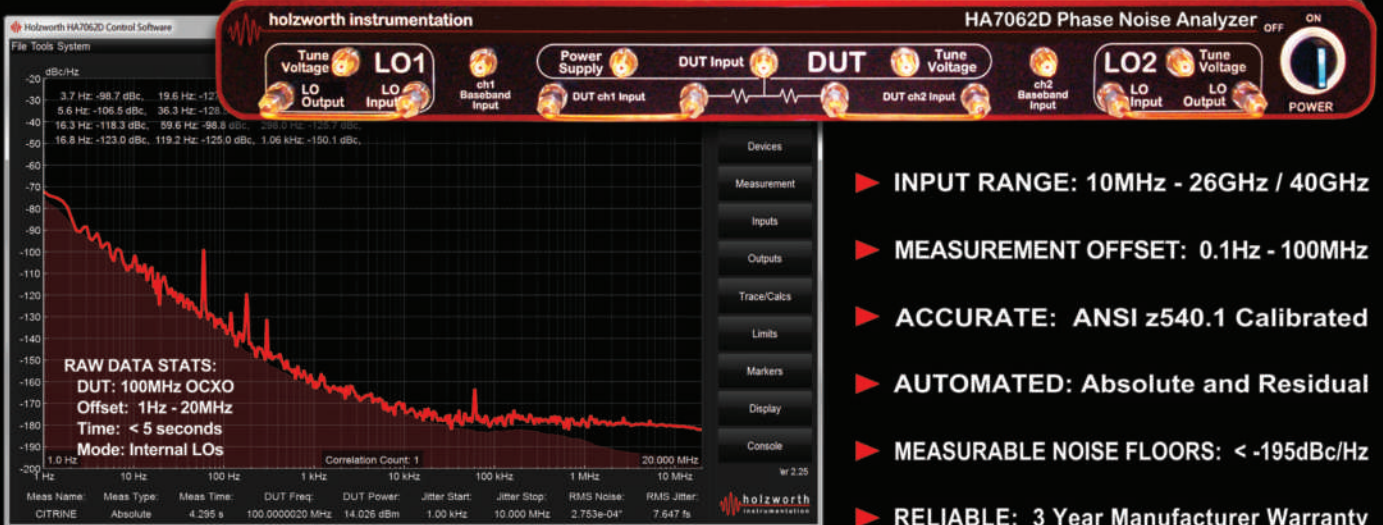 Holzworth HA7062D Control Software
File Tools System
holzworth instrumentation
HA7062D Phase Noise Analyzer
OFF
ON
POWER
Tune Voltage
LO1
LO Output
LO Input
ch1 Baseband Input
Power Supply
DUT Input
DUT
Tune Voltage
DUT ch1 Input
DUT ch2 Input
ch2 Baseband Input
LO2
Tune Voltage
LO Input
LO Output
dBc/Hz
3.7 Hz: -98.7 dBc, 19.6 Hz:
5.6 Hz: -106.5 dBc, 36.3 Hz:
16.3 Hz: -118.3 dBc, 59.6 Hz: -98.8 dBc, 298.0 Hz: -125.7 dBc,
16.8 Hz: -123.0 dBc, 119.2 Hz: -125.0 dBc, 1.06 kHz: -150.1 dBc,
-20
-30
-40
-50
-60
-70
-80
-90
-100
-110
-120
-130
-140
-150
-160
-170
-180
-190
-200
RAW DATA STATS:
DUT: 100MHz OCXO
Offset: 1Hz - 20MHz
Time: < 5 seconds
Mode: Internal LOs
1.0 Hz
Correlation Count: 1
20.000 MHz
1 Hz 10 Hz 100 Hz 1 kHz 10 kHz 100 kHz 1 MHz 10 MHz
Meas Name: Meas Type: Meas Time: DUT Freq: DUT Power: Jitter Start: Jitter Stop: RMS Noise: RMS Jitter:
CITRINE Absolute 4.295 s 100.0000020 MHz 14.026 dBm 1.00 kHz 10.000 MHz 2.753e-04° 7.647 fs
Devices
Measurement
Inputs
Outputs
Trace/Calcs
Limits
Markers
Display
Console
Ver 2.25
holzworth
instrumentation
INPUT RANGE: 10MHz - 26GHz / 40GHz
MEASUREMENT OFFSET: 0.1Hz - 100MHz
ACCURATE: ANSI z540.1 Calibrated
AUTOMATED: Absolute and Residual
MEASURABLE NOISE FLOORS: < -195dBc/Hz
RELIABLE: 3 Year Manufacturer Warranty